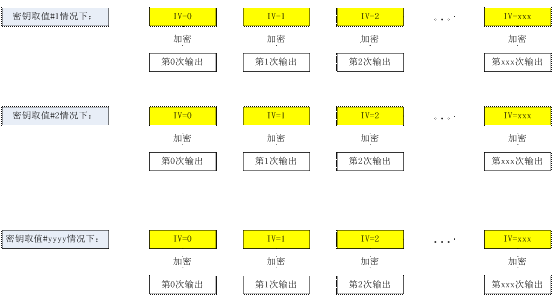 密钥取值#1情况下： IV=0 IV=1 IV=2 。。。 IV=xxx
加密 加密 加密 加密
第0次输出 第1次输出 第2次输出 第xxx次输出
密钥取值#2情况下： IV=0 IV=1 IV=2 。。。 IV=xxx
加密 加密 加密 加密
第0次输出 第1次输出 第2次输出 第xxx次输出
密钥取值#yyyy情况下： IV=0 IV=1 IV=2 ... IV=xxx
加密 加密 加密 加密
第0次输出 第1次输出 第2次输出 第xxx次输出